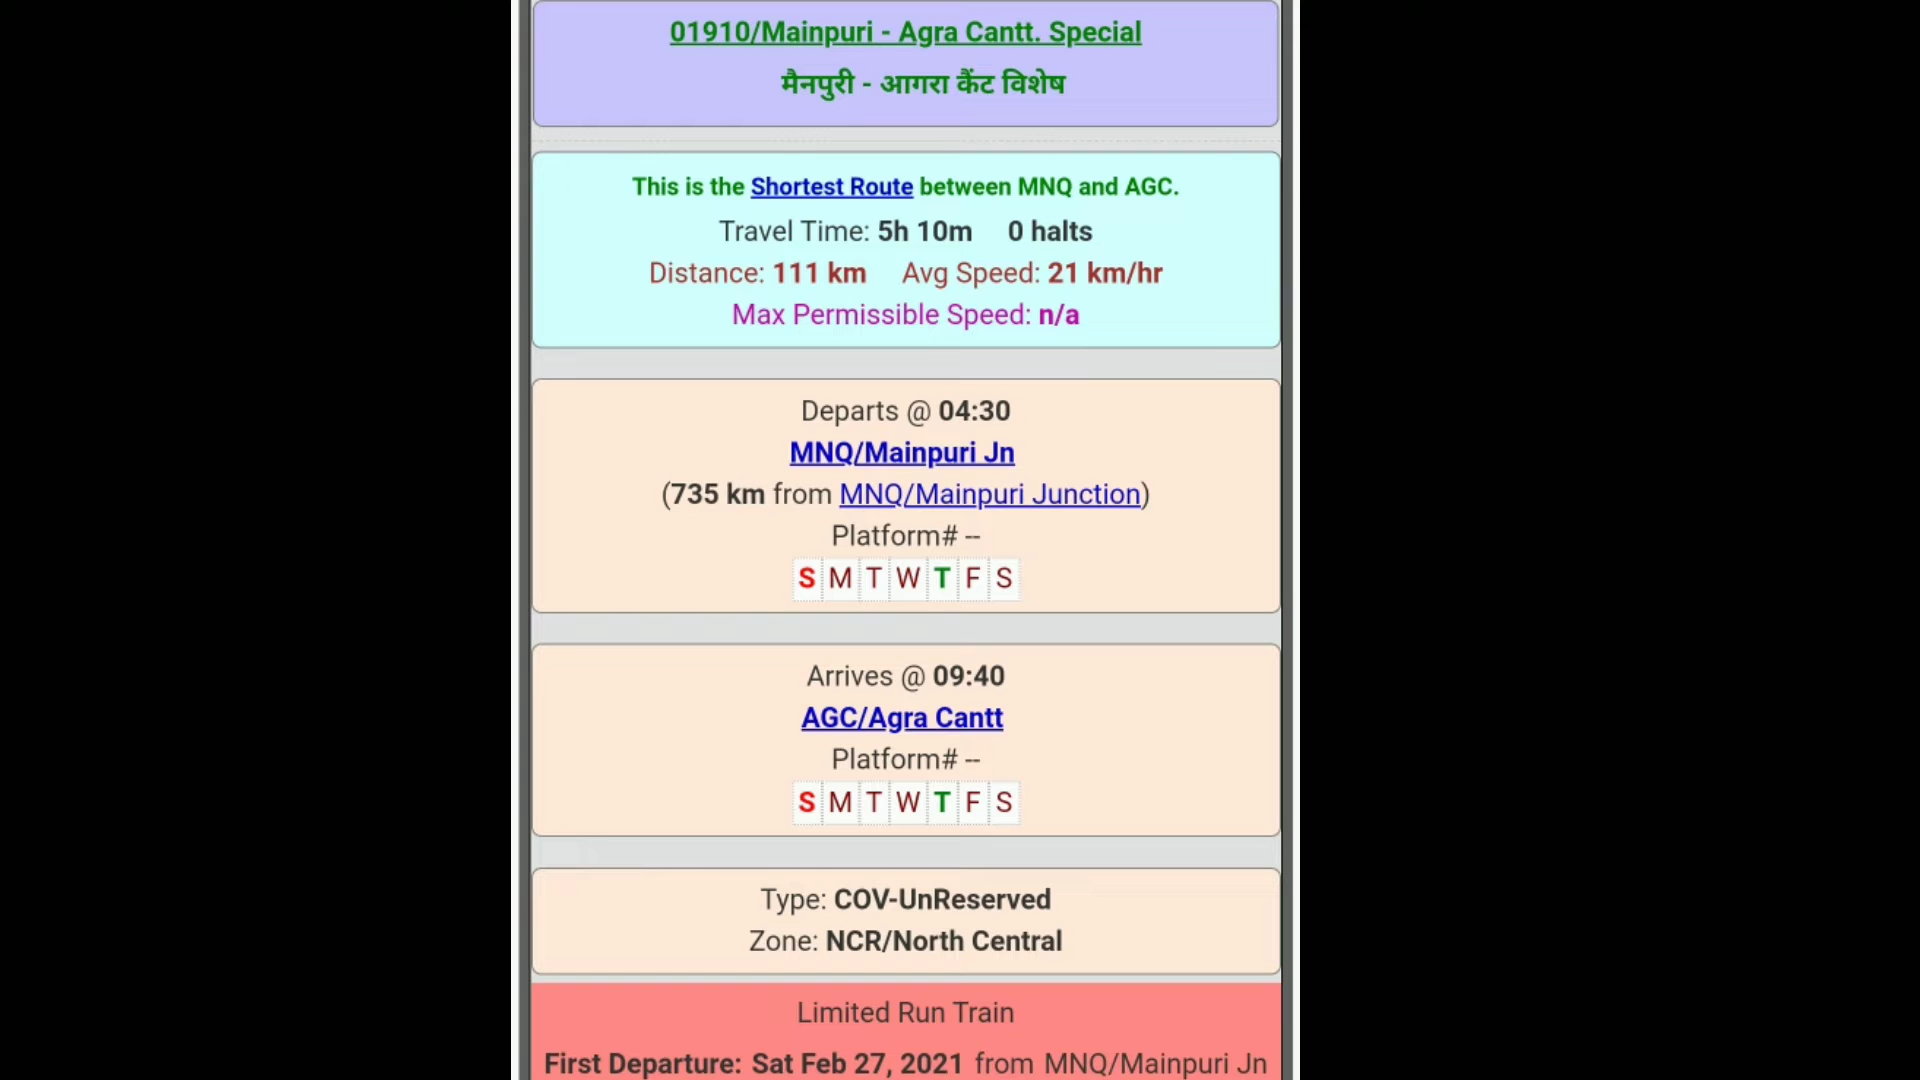 01910/Mainpuri - Agra Cantt. Special
मैनपुरी - आगरा कैंट विशेष
This is the Shortest Route between MNQ and AGC.
Travel Time: 5h 10m 0 halts
Distance: 111 km Avg Speed: 21 km/hr
Max Permissible Speed: n/a
Departs @ 04:30
MNQ/Mainpuri Jn
(735 km from MNQ/Mainpuri Junction)
Platform# --
S M T W T F S
Arrives @ 09:40
AGC/Agra Cantt
Platform# --
S M T W T F S
Type: COV-UnReserved
Zone: NCR/North Central
Limited Run Train
First Departure: Sat Feb 27, 2021 from MNQ/Mainpuri Jn